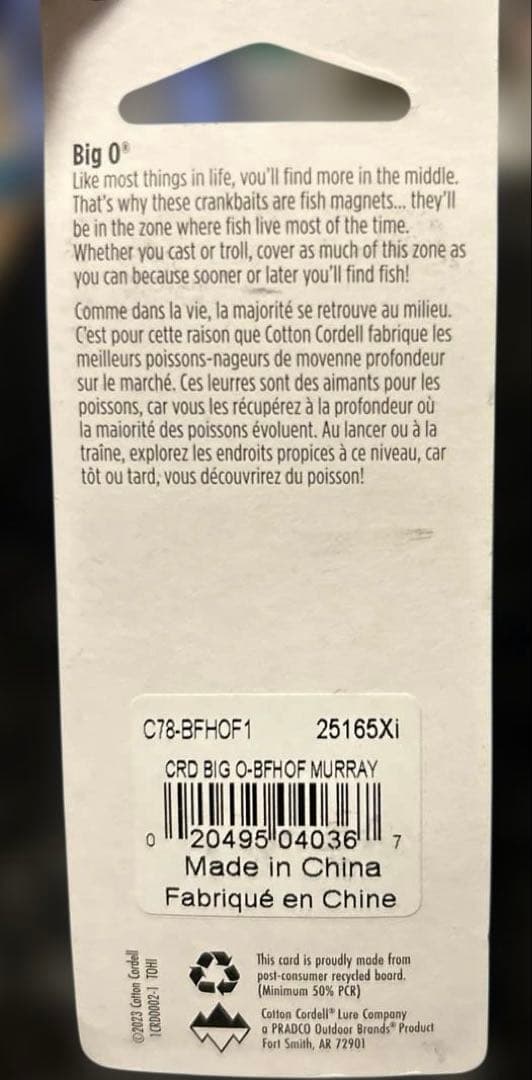 Big O®
Like most things in life, you'll find more in the middle.
That's why these crankbaits are fish magnets... they'll
be in the zone where fish live most of the time.
Whether you cast or troll, cover as much of this zone as
you can because sooner or later you'll find fish!
Comme dans la vie, la majorité se retrouve au milieu.
C'est pour cette raison que Cotton Cordell fabrique les
meilleurs poissons-nageurs de moyenne profondeur
sur le marché. Ces leurres sont des aimants pour les
poissons, car vous les récupérez à la profondeur où
la majorité des poissons évoluent. Au lancer ou à la
traîne, explorez les endroits propices à ce niveau, car
tôt ou tard, vous découvrirez du poisson!
C78-BFHOF1 25165Xi
CRD BIG O-BFHOF MURRAY
0 20495 04036 7
Made in China
Fabriqué en Chine
©2023 Cotton Cordell
1CRD0002-1 TOHI
This card is proudly made from
post-consumer recycled board.
(Minimum 50% PCR)
Cotton Cordell® Lure Company
a PRADCO Outdoor Brands® Product
Fort Smith, AR 72901